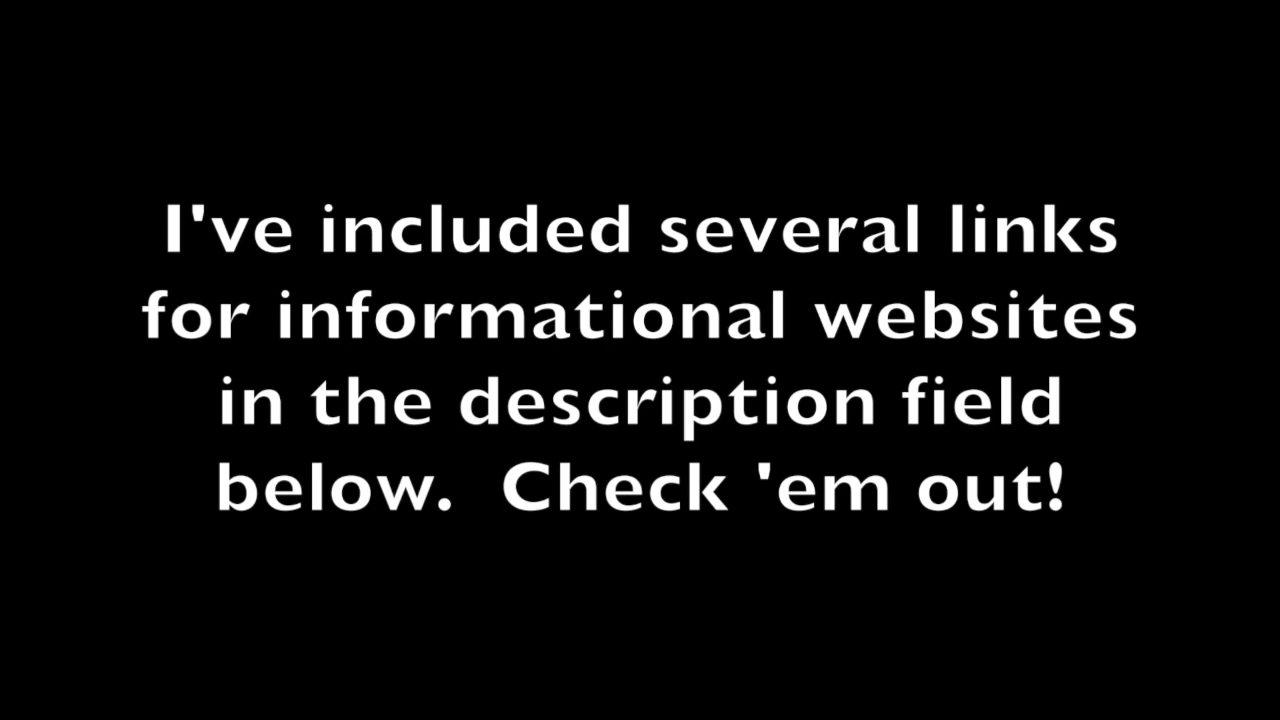 I've included several links
for informational websites
in the description field
below.  Check 'em out!